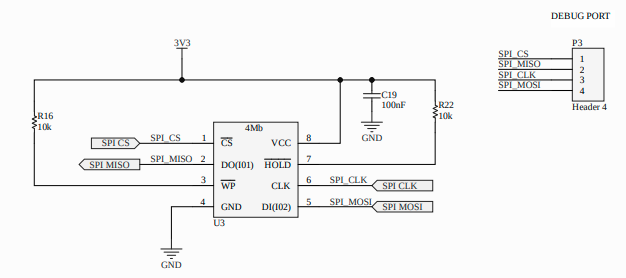 DEBUG PORT
3V3
P3
SPI_CS
1
SPI_MISO
2
SPI_CLK
3
SPI_MOSI
4
Header 4
R16
10k
C19
100nF
R22
10k
GND
4Mb
SPI CS
SPI_CS
1
CS
VCC
8
SPI MISO
SPI_MISO
2
DO(I01)
HOLD
7
3
WP
CLK
6
SPI_CLK
SPI CLK
4
GND
DI(I02)
5
SPI_MOSI
SPI MOSI
U3
GND